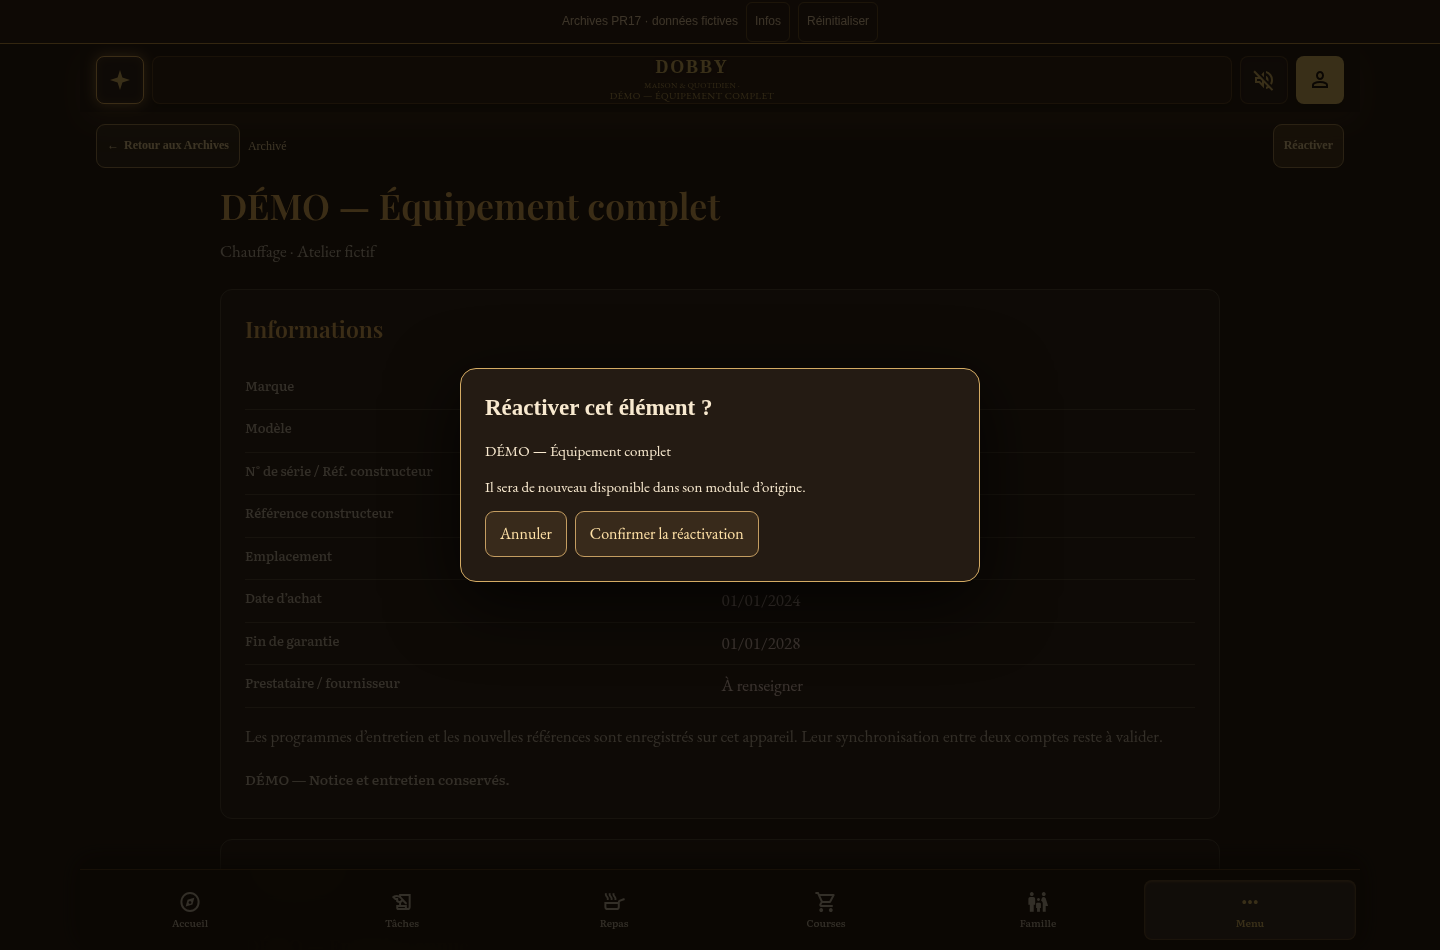 Archives PR17 · données fictives Infos Réinitialiser
DOBBY
MAISON & QUOTIDIEN
DÉMO — ÉQUIPEMENT COMPLET
← Retour aux Archives Archivé Réactiver
DÉMO — Équipement complet
Chauffage · Atelier fictif
Informations
Marque
Modèle
N° de série / Réf. constructeur
Référence constructeur
Emplacement
Réactiver cet élément ?
DÉMO — Équipement complet
Il sera de nouveau disponible dans son module d’origine.
Annuler Confirmer la réactivation
Date d’achat 01/01/2024
Fin de garantie 01/01/2028
Prestataire / fournisseur À renseigner
Les programmes d’entretien et les nouvelles références sont enregistrés sur cet appareil. Leur synchronisation entre deux comptes reste à valider.
DÉMO — Notice et entretien conservés.
Accueil Tâches Repas Courses Famille Menu